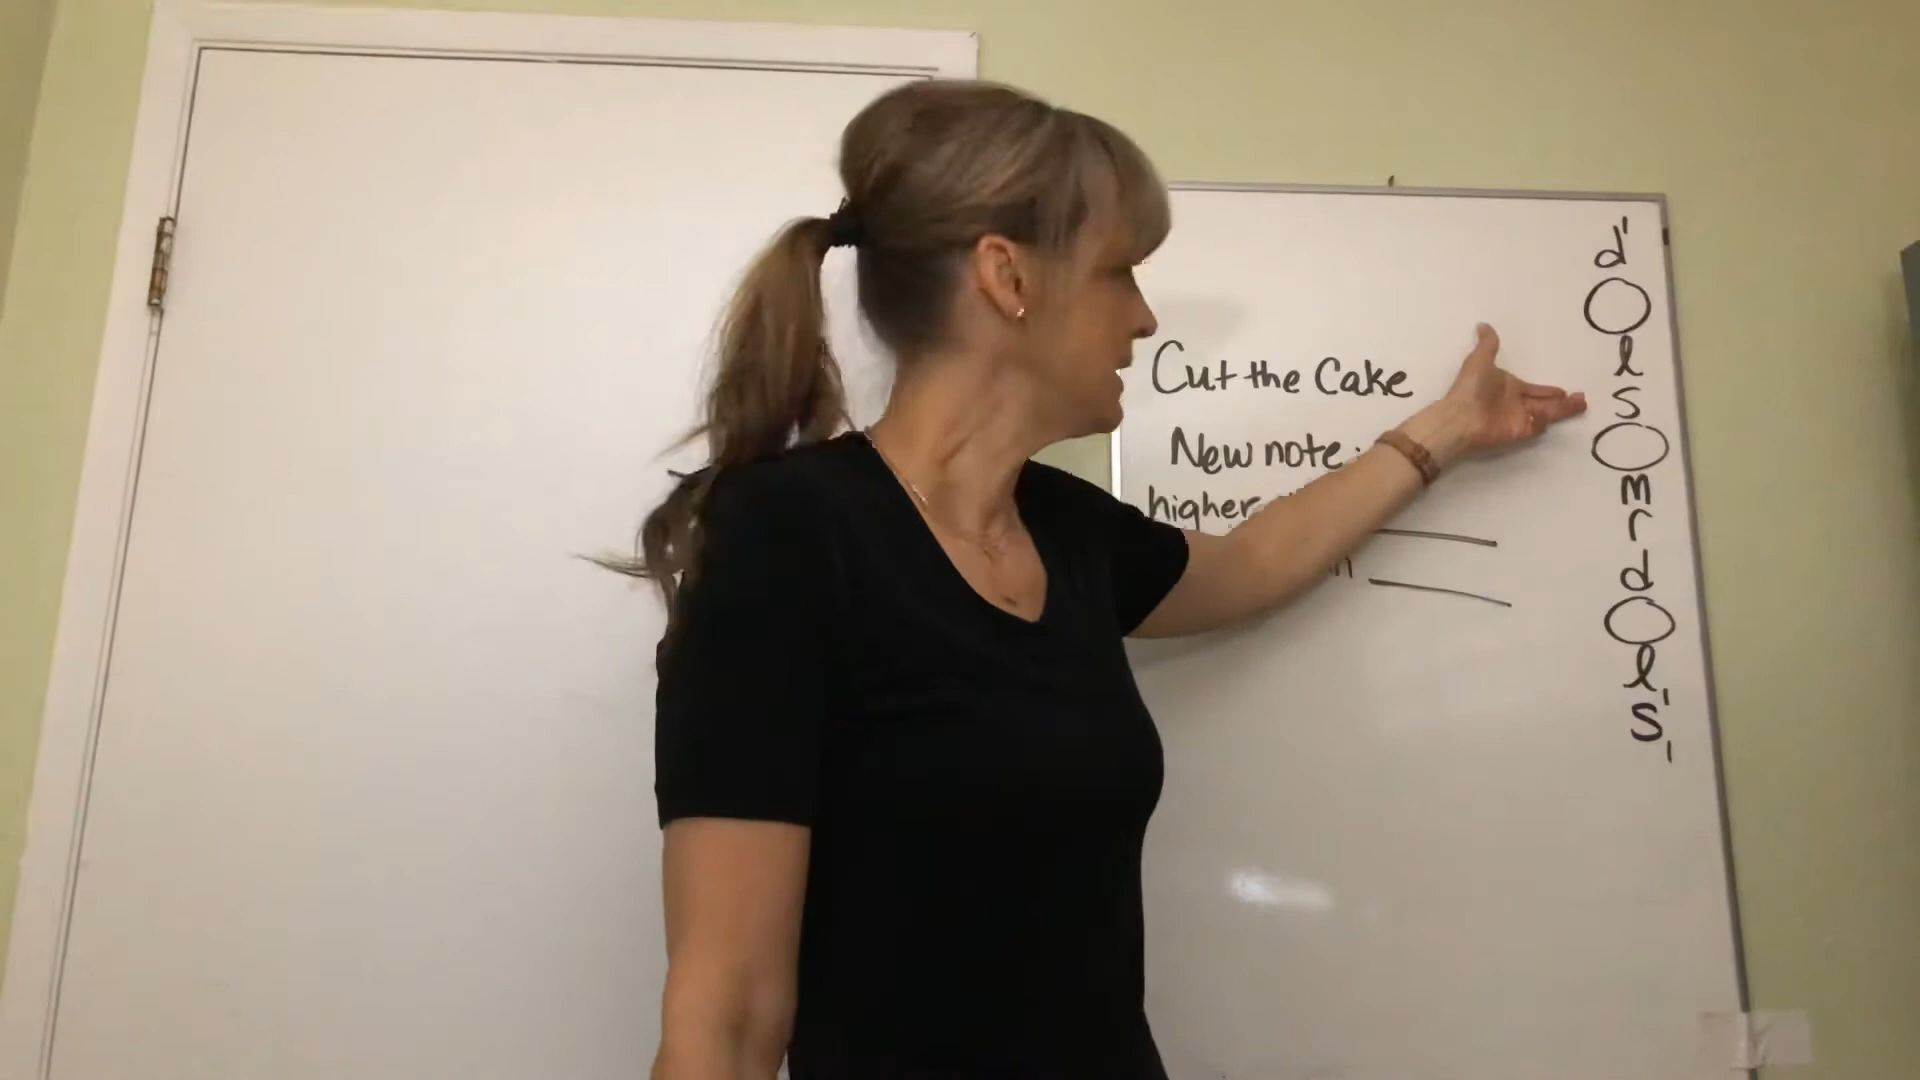 Cut the Cake
New note
higher
d'
l
s
m
r
d
l,
s,